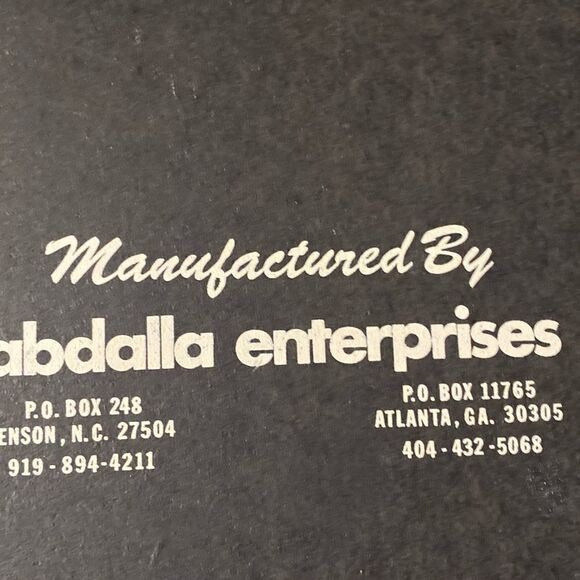 Manufactured By
abdalla enterprises
P.O. BOX 248
ENSON, N.C. 27504
919-894-4211
P.O. BOX 11765
ATLANTA, GA. 30305
404-432-5068